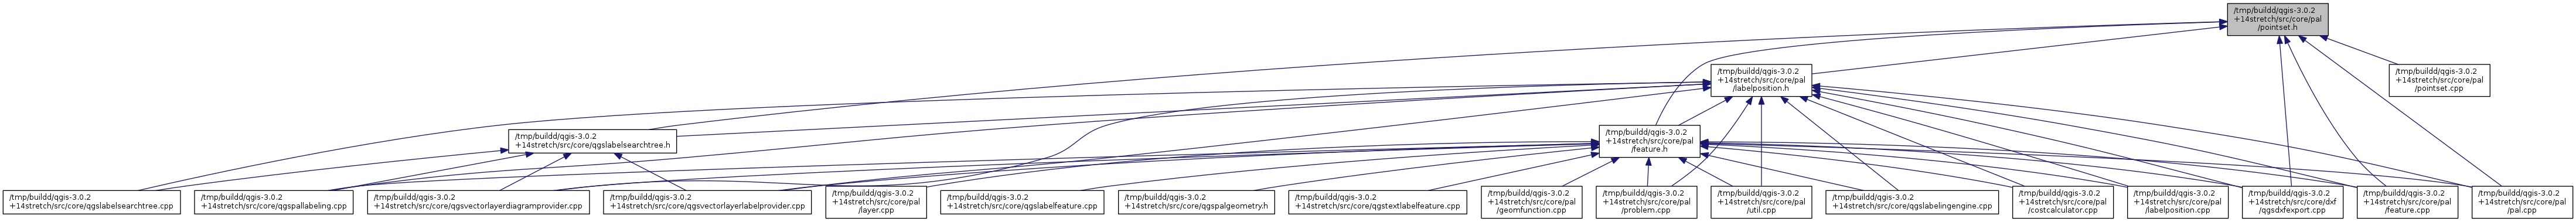 /tmp/buildd/qgis-3.0.2
+14stretch/src/core/pal
/pointset.h
/tmp/buildd/qgis-3.0.2
+14stretch/src/core/pal
/labelposition.h
/tmp/buildd/qgis-3.0.2
+14stretch/src/core/pal
/pointset.cpp
/tmp/buildd/qgis-3.0.2
+14stretch/src/core/qgslabelsearchtree.h
/tmp/buildd/qgis-3.0.2
+14stretch/src/core/pal
/feature.h
/tmp/buildd/qgis-3.0.2
+14stretch/src/core/qgslabelsearchtree.cpp
/tmp/buildd/qgis-3.0.2
+14stretch/src/core/qgspallabeling.cpp
/tmp/buildd/qgis-3.0.2
+14stretch/src/core/qgsvectorlayerdiagramprovider.cpp
/tmp/buildd/qgis-3.0.2
+14stretch/src/core/qgsvectorlayerlabelprovider.cpp
/tmp/buildd/qgis-3.0.2
+14stretch/src/core/pal
/layer.cpp
/tmp/buildd/qgis-3.0.2
+14stretch/src/core/qgslabelfeature.cpp
/tmp/buildd/qgis-3.0.2
+14stretch/src/core/qgspalgeometry.h
/tmp/buildd/qgis-3.0.2
+14stretch/src/core/qgstextlabelfeature.cpp
/tmp/buildd/qgis-3.0.2
+14stretch/src/core/pal
/geomfunction.cpp
/tmp/buildd/qgis-3.0.2
+14stretch/src/core/pal
/problem.cpp
/tmp/buildd/qgis-3.0.2
+14stretch/src/core/pal
/util.cpp
/tmp/buildd/qgis-3.0.2
+14stretch/src/core/qgslabelingengine.cpp
/tmp/buildd/qgis-3.0.2
+14stretch/src/core/pal
/costcalculator.cpp
/tmp/buildd/qgis-3.0.2
+14stretch/src/core/pal
/labelposition.cpp
/tmp/buildd/qgis-3.0.2
+14stretch/src/core/dxf
/qgsdxfexport.cpp
/tmp/buildd/qgis-3.0.2
+14stretch/src/core/pal
/feature.cpp
/tmp/buildd/qgis-3.0.2
+14stretch/src/core/pal
/pal.cpp